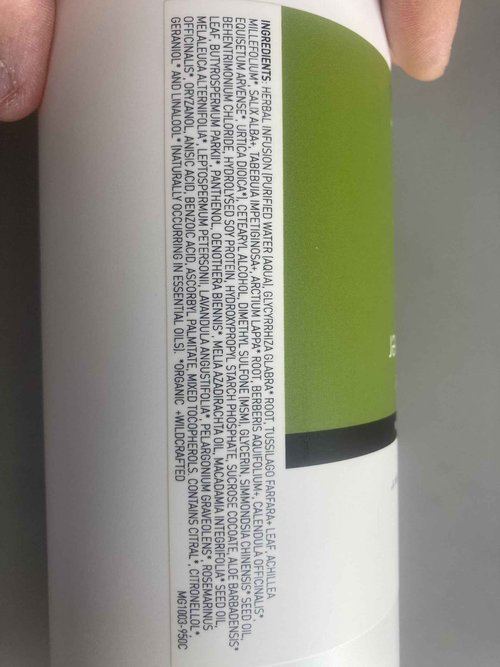 INGREDIENTS: HERBAL INFUSION [PURIFIED WATER (AQUA), GLYCYRRHIZA GLABRA* ROOT, TUSSILAGO FARFARA+ LEAF, ACHILLEA
MILLEFOLIUM*, SALIX ALBA+, TABEBUIA IMPETIGINOSA+, ARCTIUM LAPPA* ROOT, BERBERIS AQUIFOLIUM+, CALENDULA OFFICINALIS*,
EQUISETUM ARVENSE*, URTICA DIOICA*], CETEARYL ALCOHOL, DIMETHYL SULFONE (MSM), GLYCERIN, SIMMONDSIA CHINENSIS* SEED OIL,
BEHENTRIMONIUM CHLORIDE, HYDROLYSED SOY PROTEIN, HYDROXYPROPYL STARCH PHOSPHATE, SUCROSE COCOATE, ALOE BARBADENSIS*
LEAF, BUTYROSPERMUM PARKII*, PANTHENOL, OENOTHERA BIENNIS*, MELIA AZADIRACHTA OIL, MACADAMIA INTEGRIFOLIA* SEED OIL,
MELALEUCA ALTERNIFOLIA*, LEPTOSPERMUM PETERSONII, LAVANDULA ANGUSTIFOLIA*, PELARGONIUM GRAVEOLENS*, ROSEMARINUS
OFFICINALIS*, ORYZANOL, ANISIC ACID, BENZOIC ACID, ASCORBYL PALMITATE, MIXED TOCOPHEROLS, CONTAINS CITRAL*, CITRONELLOL*,
GERANIOL* AND LINALOOL* (NATURALLY OCCURRING IN ESSENTIAL OILS). *ORGANIC +WILDCRAFTED MG1003-950C